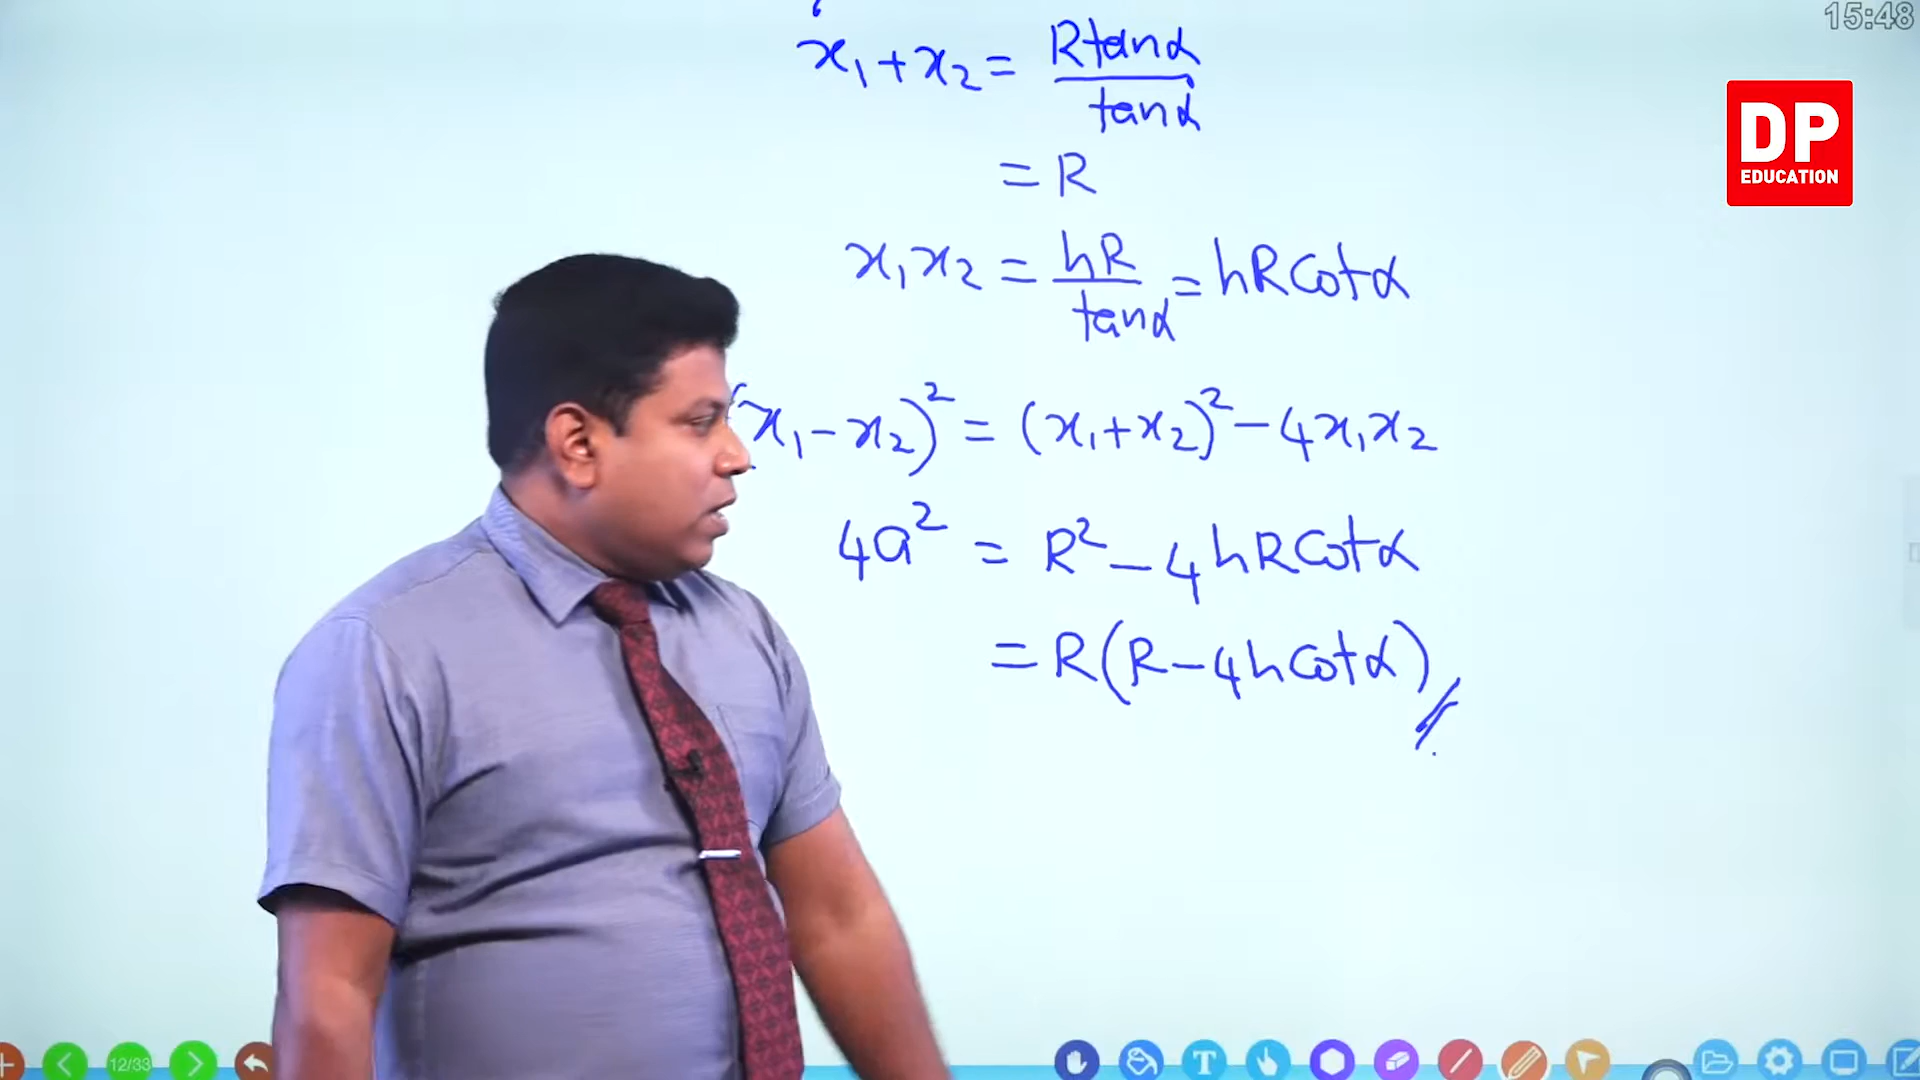 15:48
x₁+x₂ = Rtanα / tanα
DP
EDUCATION
= R
x₁x₂ = hR / tanα = hRCotα
(x₁-x₂)² = (x₁+x₂)² - 4x₁x₂
4a² = R² - 4hRCotα
= R(R-4hCotα)
12/33
T